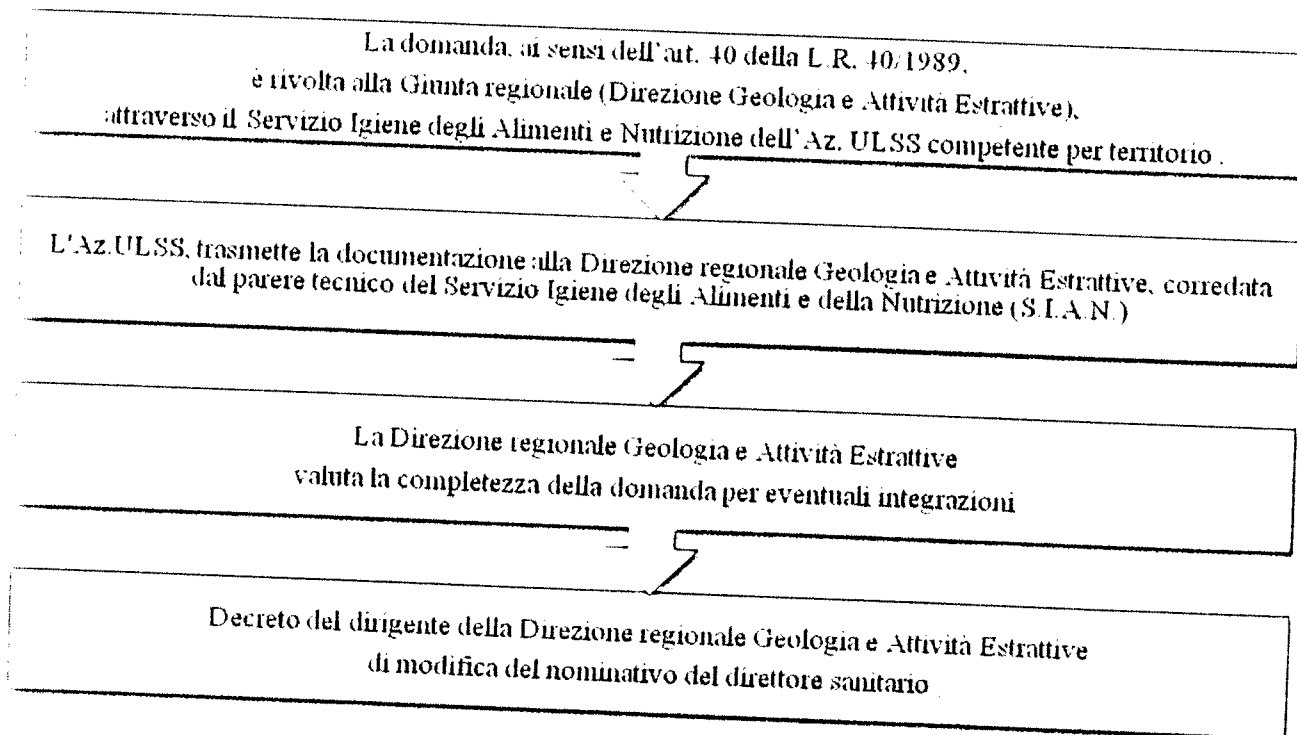 La domanda, ai sensi dell'art. 40 della L.R. 40/1989,
è rivolta alla Giunta regionale (Direzione Geologia e Attività Estrattive),
attraverso il Servizio Igiene degli Alimenti e Nutrizione dell'Az. ULSS competente per territorio .
L'Az.ULSS, trasmette la documentazione alla Direzione regionale Geologia e Attività Estrattive, corredata
dal parere tecnico del Servizio Igiene degli Alimenti e della Nutrizione (S.I.A.N.)
La Direzione regionale Geologia e Attività Estrattive
valuta la completezza della domanda per eventuali integrazioni
Decreto del dirigente della Direzione regionale Geologia e Attività Estrattive
di modifica del nominativo del direttore sanitario